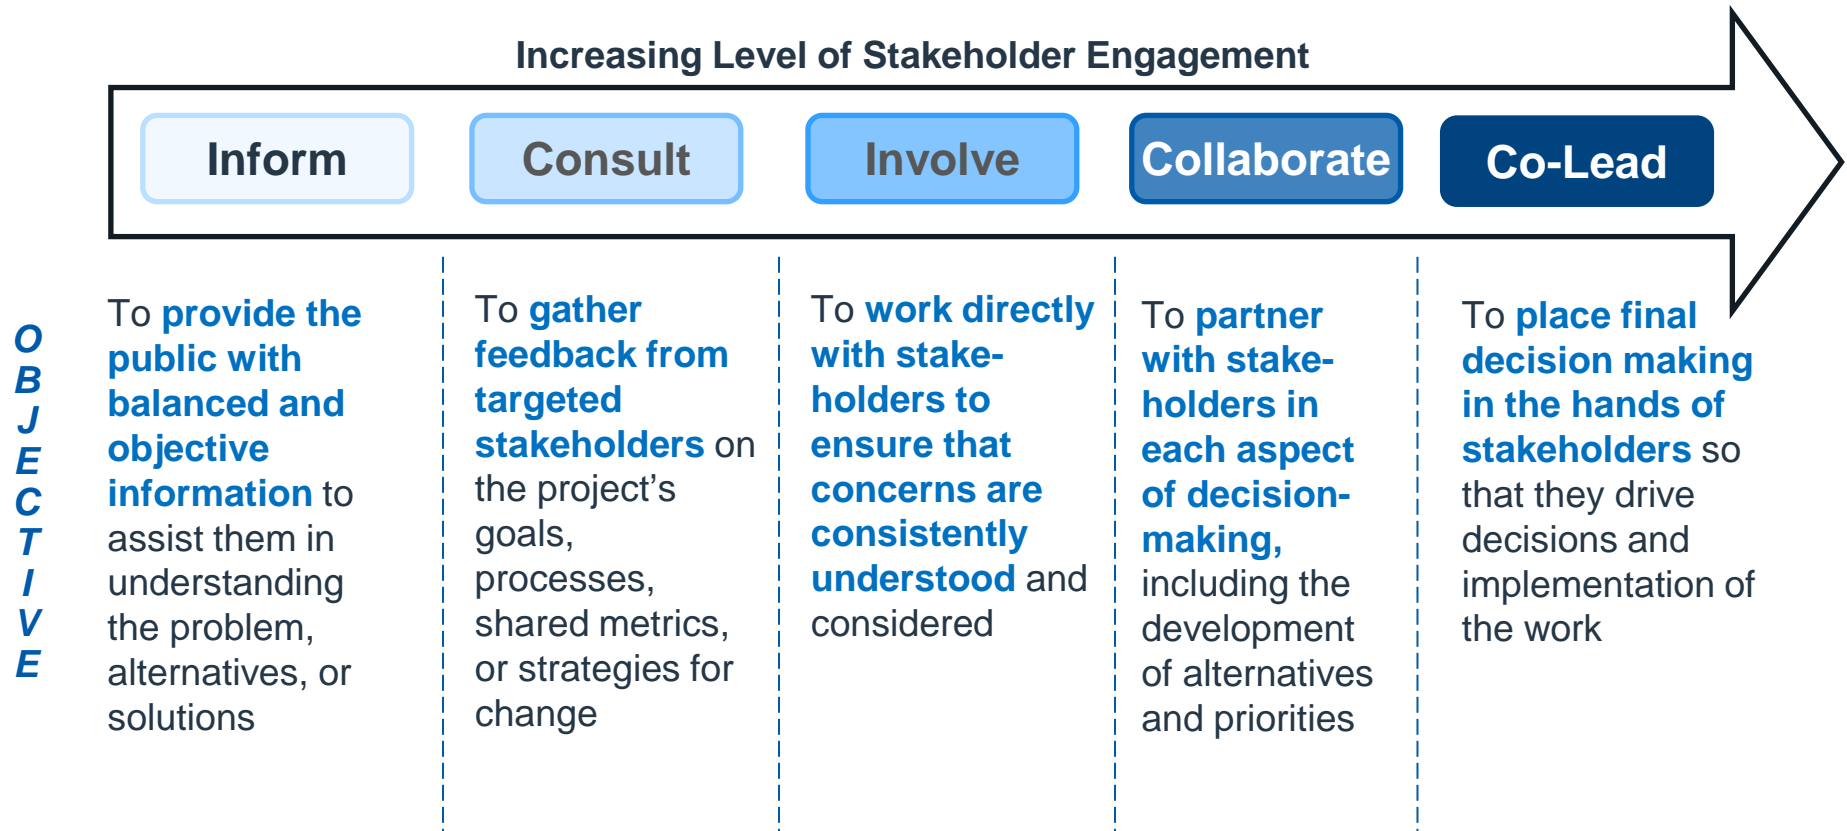 Increasing Level of Stakeholder Engagement
Inform
Consult
Involve
Collaborate
Co-Lead
O
B
J
E
C
T
I
V
E
To provide the
public with
balanced and
objective
information to
assist them in
understanding
the problem,
alternatives, or
solutions
To gather
feedback from
targeted
stakeholders on
the project’s
goals,
processes,
shared metrics,
or strategies for
change
To work directly
with stake-
holders to
ensure that
concerns are
consistently
understood and
considered
To partner
with stake-
holders in
each aspect
of decision-
making,
including the
development
of alternatives
and priorities
To place final
decision making
in the hands of
stakeholders so
that they drive
decisions and
implementation of
the work